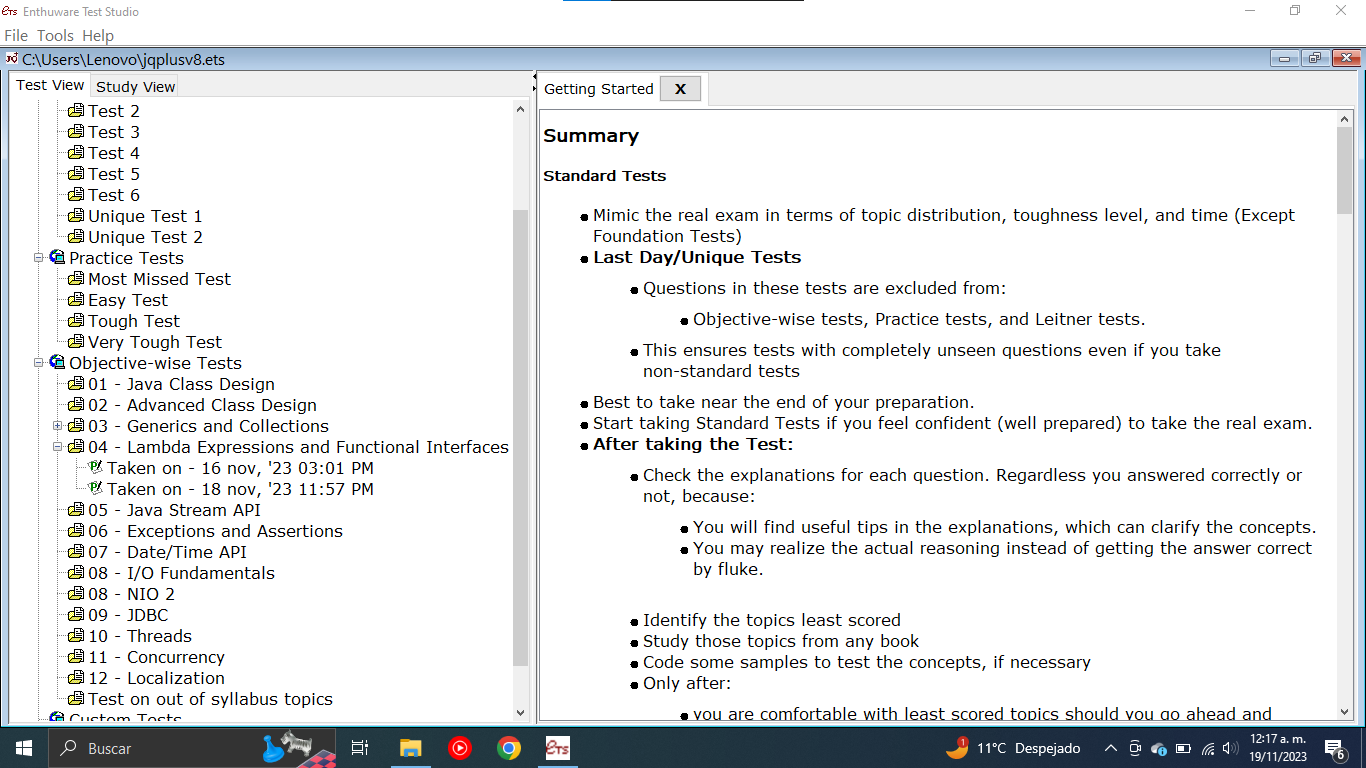 ETS Enthuware Test Studio
File Tools Help
C:\Users\Lenovo\jqplusv8.ets
Test View Study View
Test 2
Test 3
Test 4
Test 5
Test 6
Unique Test 1
Unique Test 2
Practice Tests
Most Missed Test
Easy Test
Tough Test
Very Tough Test
Objective-wise Tests
01 - Java Class Design
02 - Advanced Class Design
03 - Generics and Collections
04 - Lambda Expressions and Functional Interfaces
Taken on - 16 nov, '23 03:01 PM
Taken on - 18 nov, '23 11:57 PM
05 - Java Stream API
06 - Exceptions and Assertions
07 - Date/Time API
08 - I/O Fundamentals
08 - NIO 2
09 - JDBC
10 - Threads
11 - Concurrency
12 - Localization
Test on out of syllabus topics
Custom Tests
Getting Started X
Summary
Standard Tests
Mimic the real exam in terms of topic distribution, toughness level, and time (Except
Foundation Tests)
Last Day/Unique Tests
Questions in these tests are excluded from:
Objective-wise tests, Practice tests, and Leitner tests.
This ensures tests with completely unseen questions even if you take
non-standard tests
Best to take near the end of your preparation.
Start taking Standard Tests if you feel confident (well prepared) to take the real exam.
After taking the Test:
Check the explanations for each question. Regardless you answered correctly or
not, because:
You will find useful tips in the explanations, which can clarify the concepts.
You may realize the actual reasoning instead of getting the answer correct
by fluke.
Identify the topics least scored
Study those topics from any book
Code some samples to test the concepts, if necessary
Only after:
you are comfortable with least scored topics should you go ahead and
Buscar
ETS
1
11°C Despejado
12:17 a. m.
19/11/2023
6